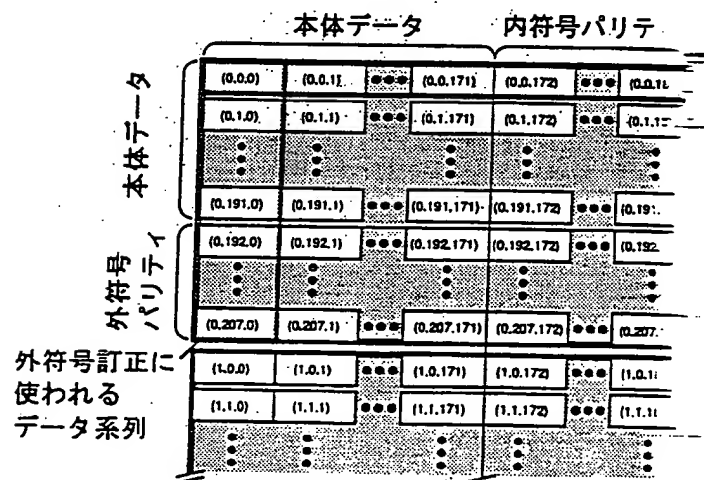 本体データ 内符号パリテ
本体データ
外符号
パリティ
外符号訂正に
使われる
データ系列
(0.0.0) (0.0.1) ●●● (0.0.171) (0.0.172) ●●●
(0.1.0) (0.1.1) ●●● (0.1.171) (0.1.172) ●●●
(0.191.0) (0.191.1) ●●● (0.191.171) (0.191.172) ●●● (0.191.
(0.192.0) (0.192.1) ●●● (0.192.171) (0.192.172) ●●● (0.192
(0.207.0) (0.207.1) ●●● (0.207.171) (0.207.172) ●●● (0.207.
(1.0.0) (1.0.1) ●●● (1.0.171) (1.0.172) ●●●
(1.1.0) (1.1.1) ●●● (1.1.171) (1.1.172) ●●●